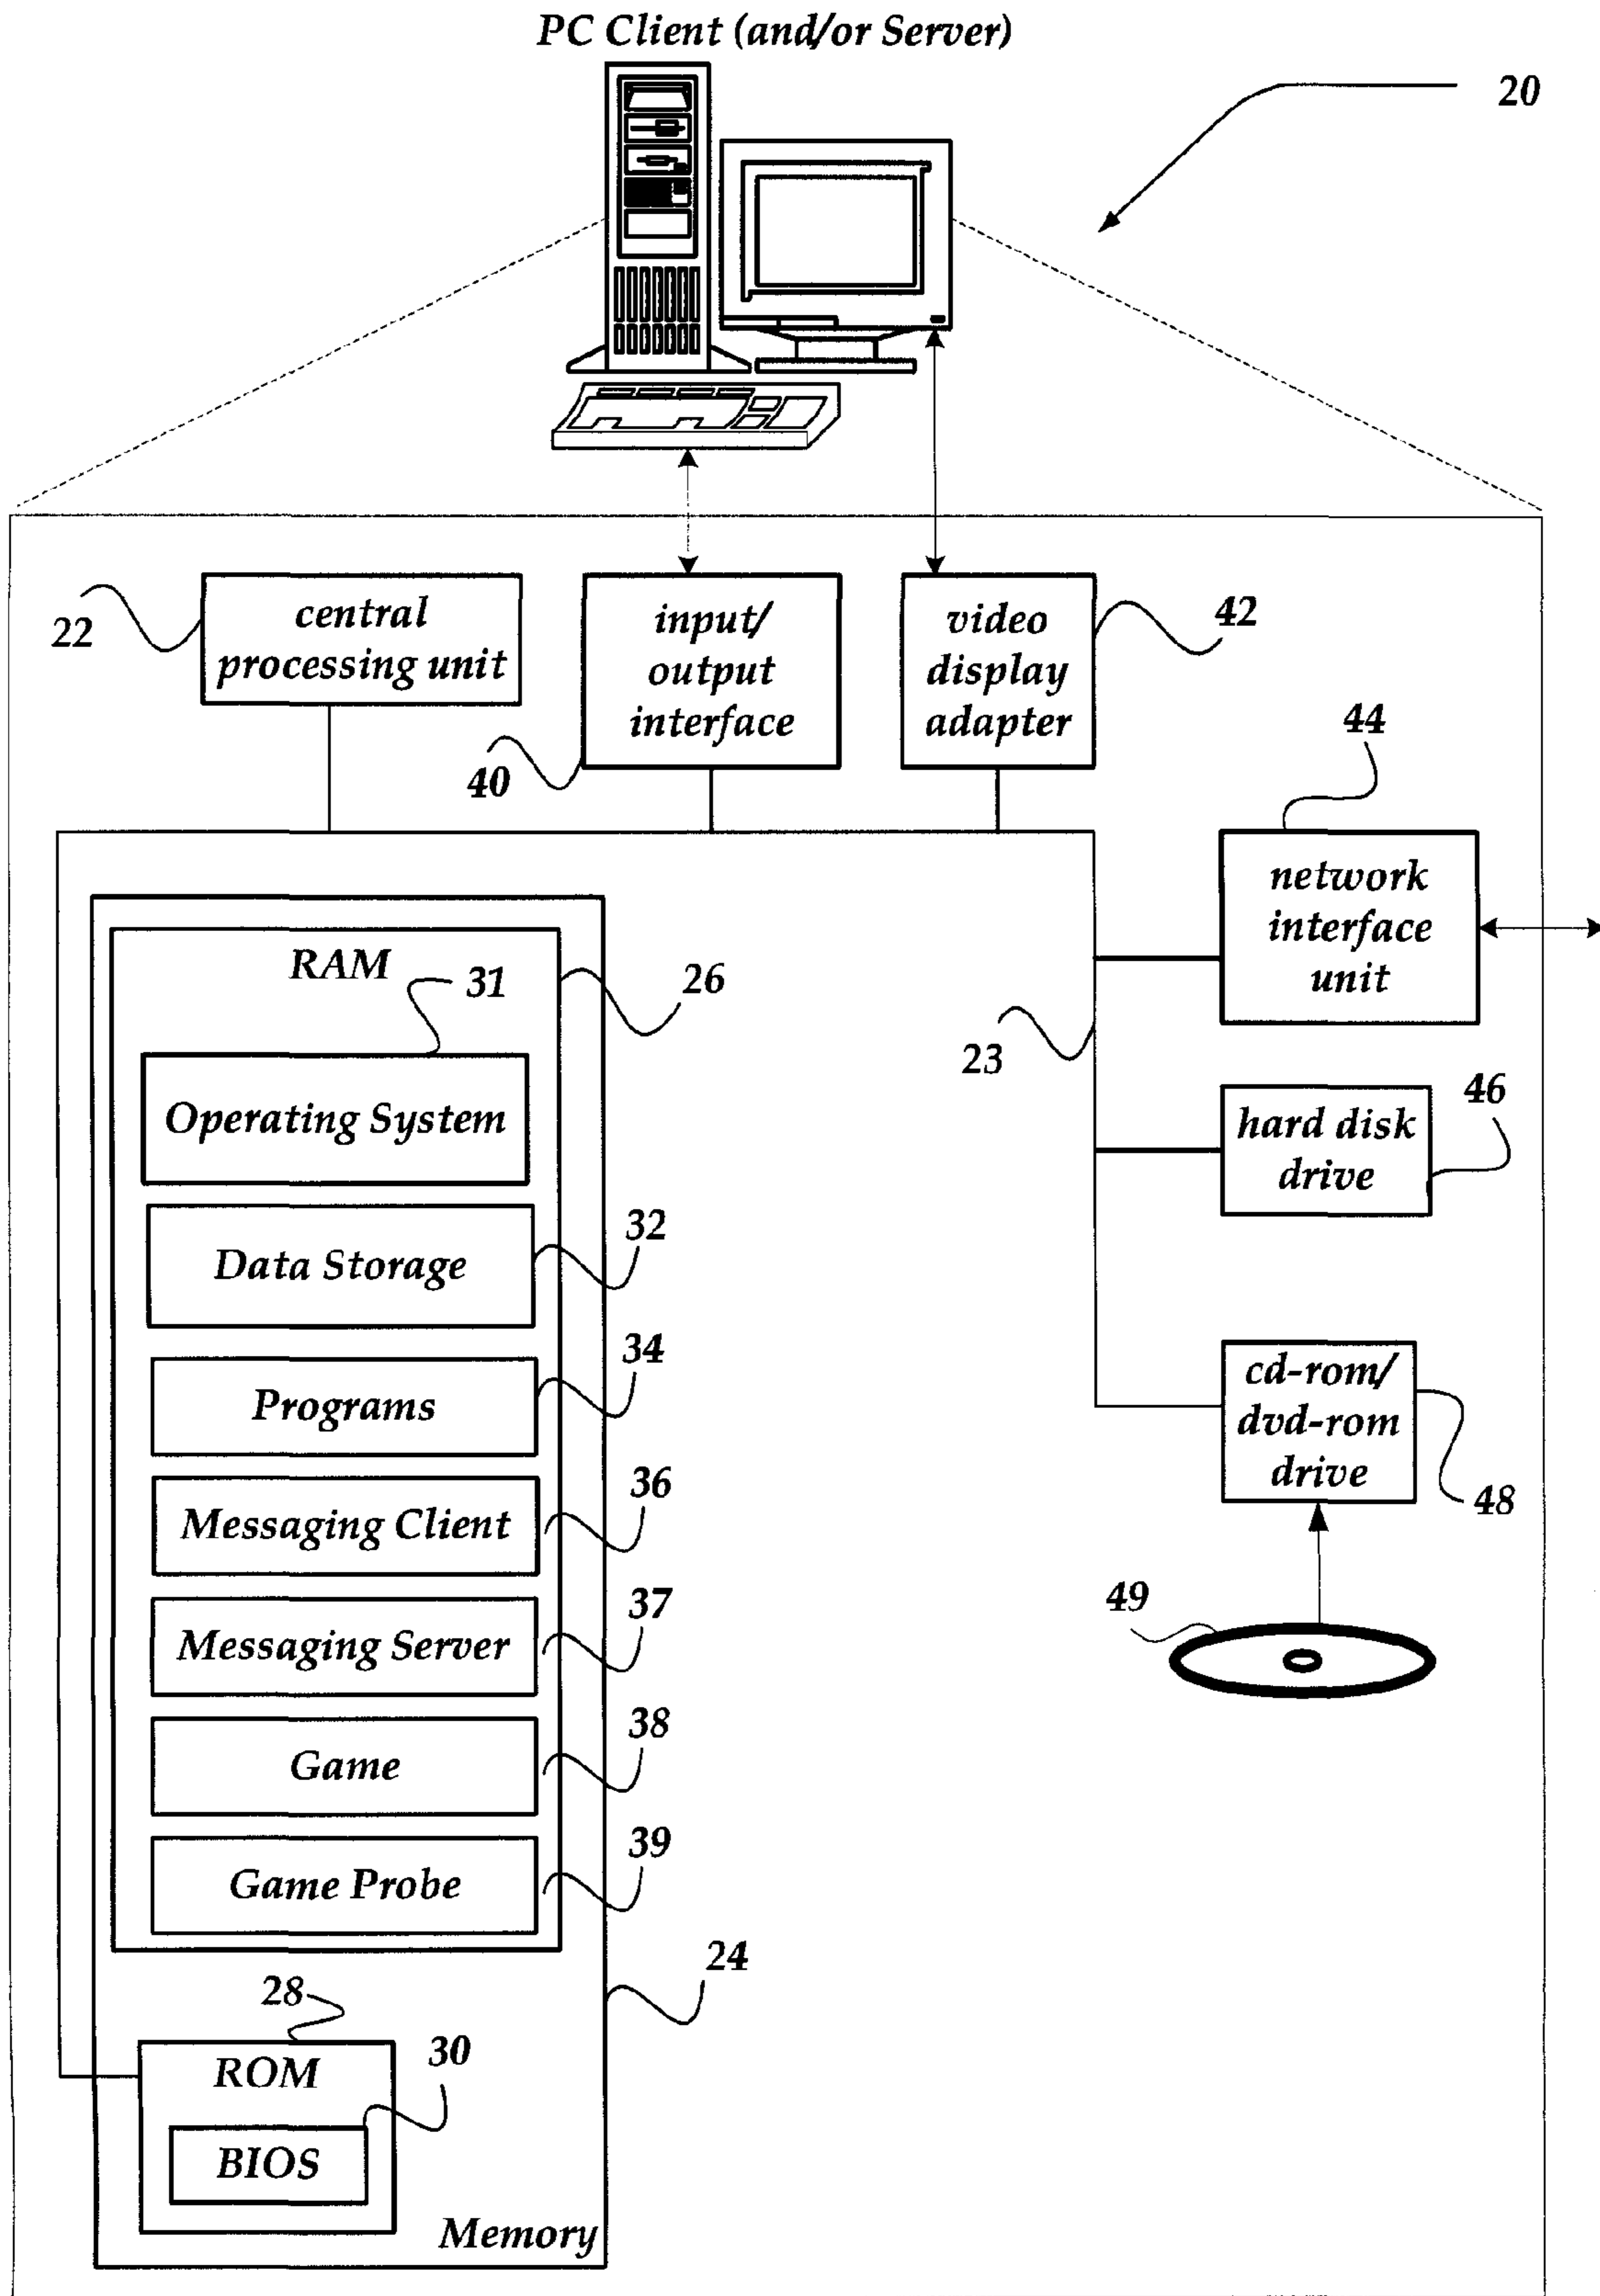 PC Client (and/or Server)
20
22
central
processing unit
input/
output
interface
40
video
display
adapter
42
44
network
interface
unit
RAM
31
26
23
Operating System
46
hard disk
drive
Data Storage
32
Programs
34
cd-rom/
dvd-rom
drive
48
Messaging Client
36
49
Messaging Server
37
Game
38
Game Probe
39
24
28
ROM
30
BIOS
Memory